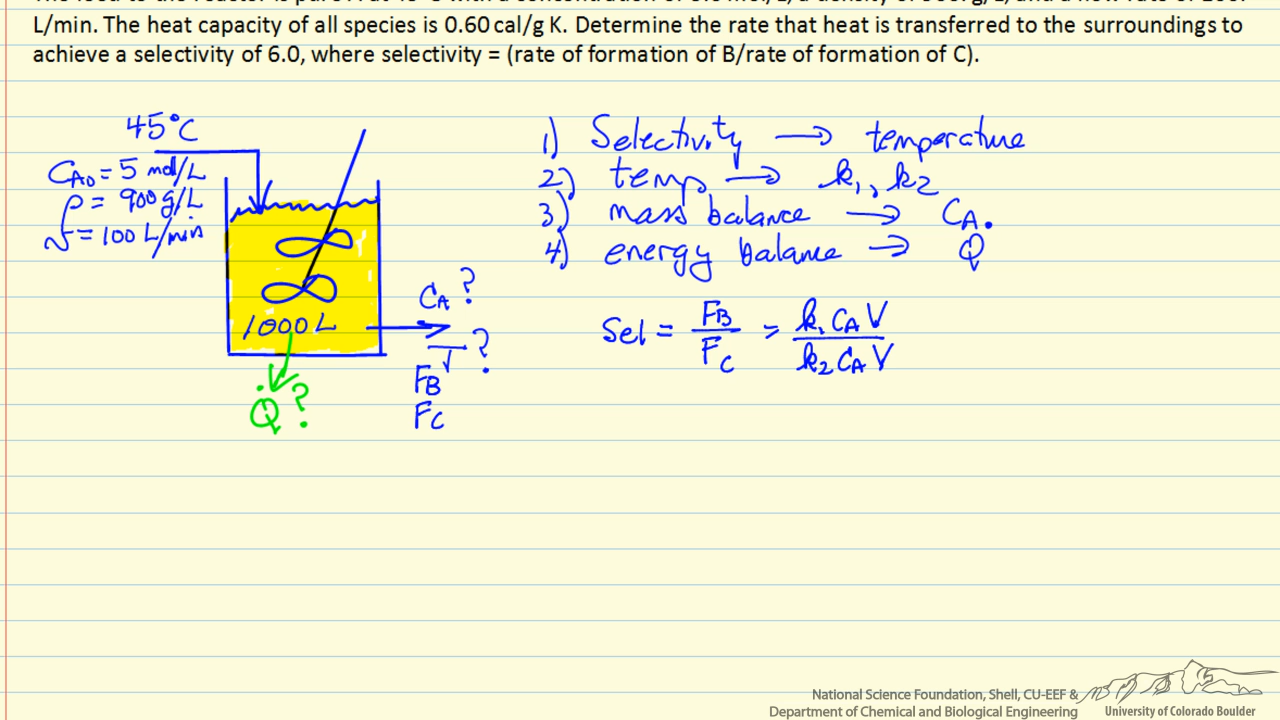 L/min. The heat capacity of all species is 0.60 cal/g K. Determine the rate that heat is transferred to the surroundings to
achieve a selectivity of 6.0, where selectivity = (rate of formation of B/rate of formation of C).
45°C
CA0 = 5 mol/L
ρ = 900 g/L
v = 100 L/min
1000 L
Q̇ ?
CA ?
T ?
FB
FC
1) Selectivity → temperature
2) temp → k1, k2
3) mass balance → CA.
4) energy balance → Q̇
Sel = FB/FC = k1 CA V/k2 CA V
National Science Foundation, Shell, CU-EEF &
Department of Chemical and Biological Engineering
University of Colorado Boulder